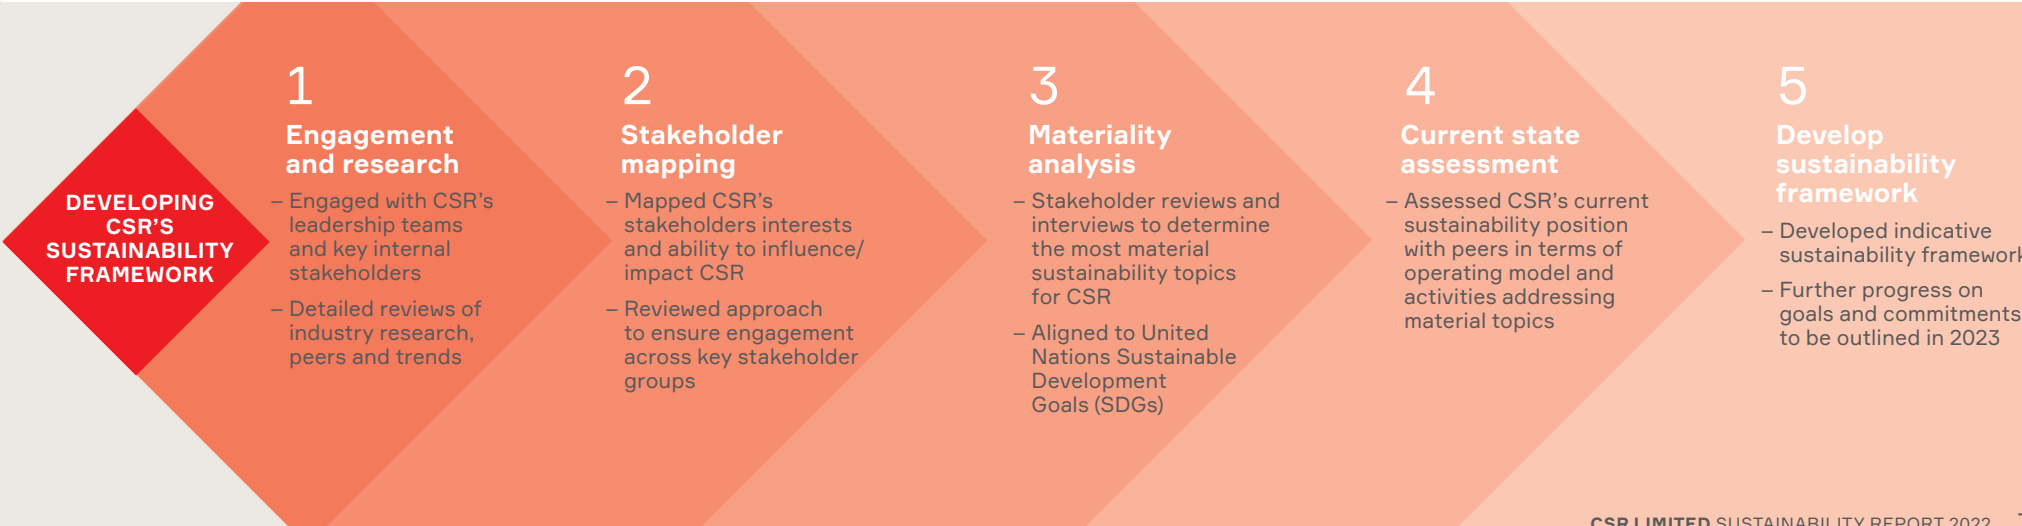 DEVELOPING
CSR'S
SUSTAINABILITY
FRAMEWORK
1
Engagement
and research
– Engaged with CSR's
leadership teams
and key internal
stakeholders
– Detailed reviews of
industry research,
peers and trends
2
Stakeholder
mapping
– Mapped CSR's
stakeholders interests
and ability to influence/
impact CSR
– Reviewed approach
to ensure engagement
across key stakeholder
groups
3
Materiality
analysis
– Stakeholder reviews and
interviews to determine
the most material
sustainability topics
for CSR
– Aligned to United
Nations Sustainable
Development
Goals (SDGs)
4
Current state
assessment
– Assessed CSR's current
sustainability position
with peers in terms of
operating model and
activities addressing
material topics
5
Develop
sustainability
framework
– Developed indicative
sustainability framework
– Further progress on
goals and commitments
to be outlined in 2023
CSR LIMITED SUSTAINABILITY REPORT 2022